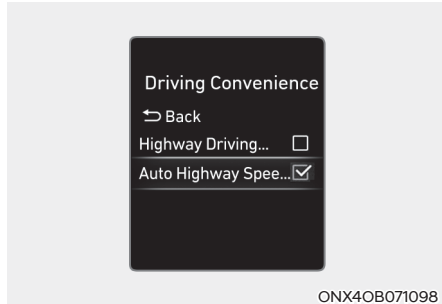 Driving Convenience
Back
Highway Driving...
Auto Highway Spee...
ONX4OB071098